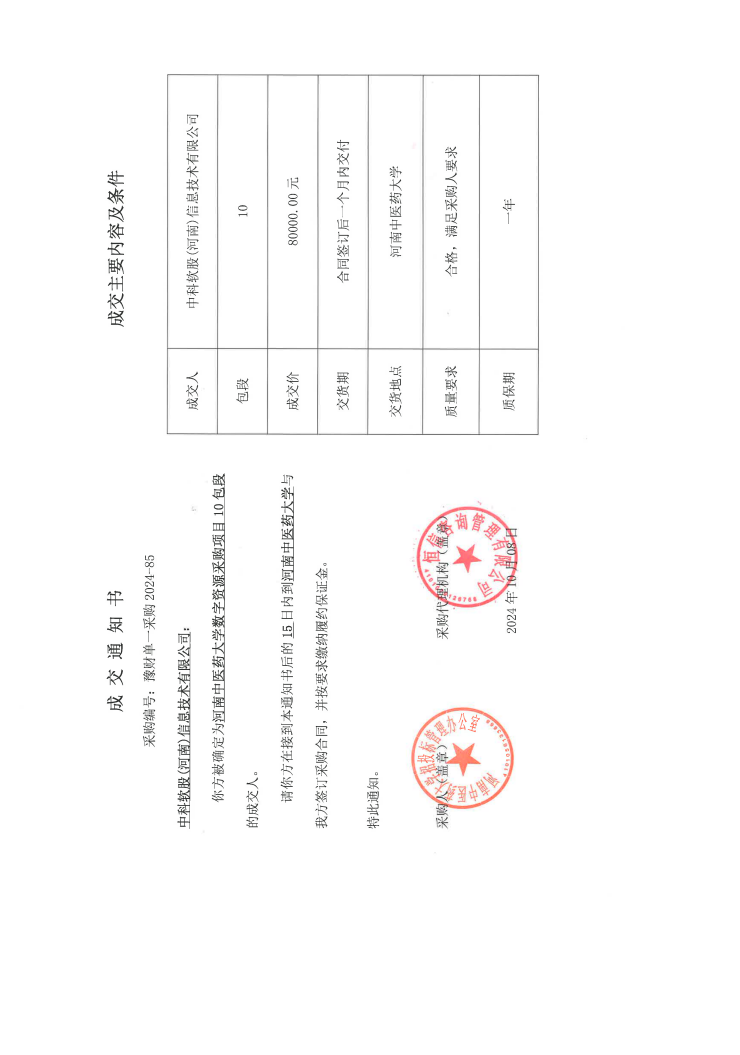 成交通知书
采购编号：豫财单一采购 2024-85
中科软股(河南)信息技术有限公司：
你方被确定为河南中医药大学数字资源采购项目 10 包段
的成交人。
请你方在接到本通知书后的 15 日内到河南中医药大学与
我方签订采购合同，并按要求缴纳履约保证金。
特此通知。
采购人（盖章）
采购代理机构（盖章）
2024 年 10 月 08 日
成交主要内容及条件
成交人 中科软股(河南)信息技术有限公司
包段 10
成交价 80000.00 元
交货期 合同签订后一个月内交付
交货地点 河南中医药大学
质量要求 合格，满足采购人要求
质保期 一年